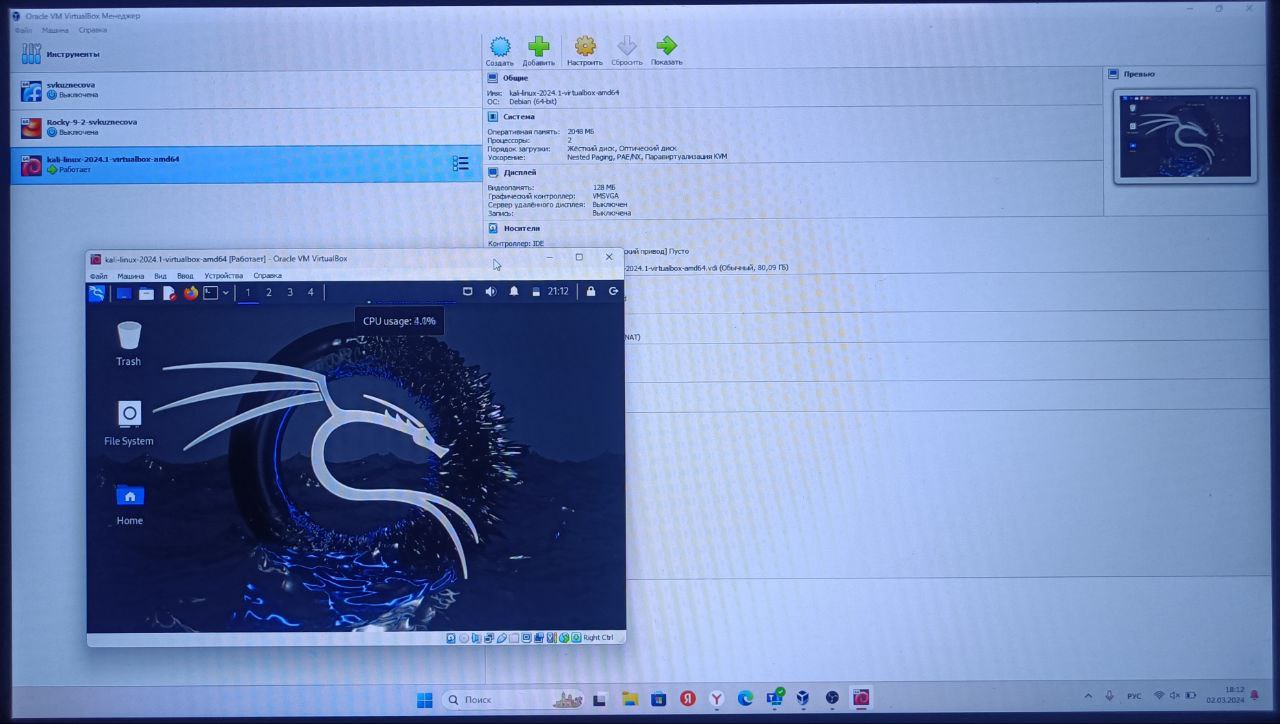 Oracle VM VirtualBox Менеджер
Файл Машина Справка
Инструменты
Создать Добавить Настроить Сбросить Показать
svkuznecova
Выключена
Rocky-9-2-svkuznecova
Выключена
kali-linux-2024.1-virtualbox-amd64
Работает
Общие
Имя: kali-linux-2024.1-virtualbox-amd64
ОС: Debian (64-bit)
Система
Оперативная память: 2048 МБ
Процессоры: 2
Порядок загрузки: Жёсткий диск, Оптический диск
Ускорение: Nested Paging, PAE/NX, Паравиртуализация KVM
Дисплей
Видеопамять: 128 МБ
Графический контроллер: VMSVGA
Сервер удалённого дисплея: Выключен
Запись: Выключена
Носители
Контроллер: IDE
ский привод] Пусто
-2024.1-virtualbox-amd64.vdi (Обычный, 80,09 ГБ)
NAT)
Превью
kali-linux-2024.1-virtualbox-amd64 [Работает] - Oracle VM VirtualBox
Файл Машина Вид Ввод Устройства Справка
1 2 3 4 21:12
Trash
File System
Home
Right Ctrl
Поиск
РУС
18:12
02.03.2024